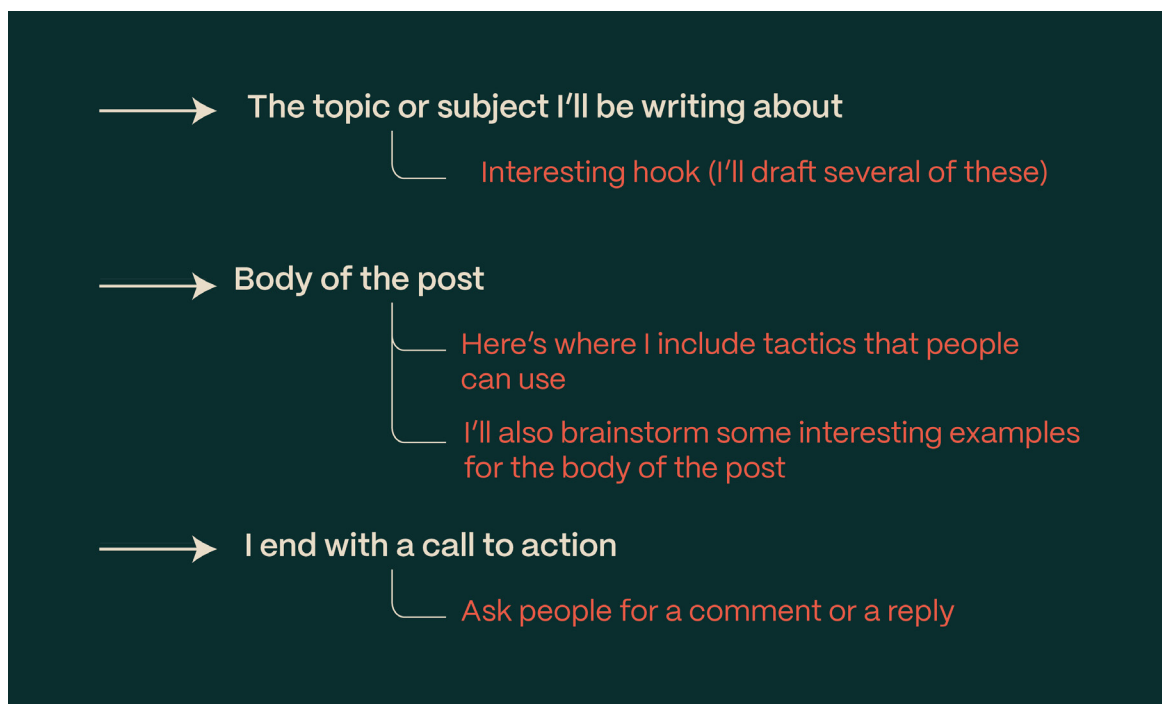 The topic or subject I’ll be writing about
Interesting hook (I’ll draft several of these)
Body of the post
Here’s where I include tactics that people
can use
I’ll also brainstorm some interesting examples
for the body of the post
I end with a call to action
Ask people for a comment or a reply